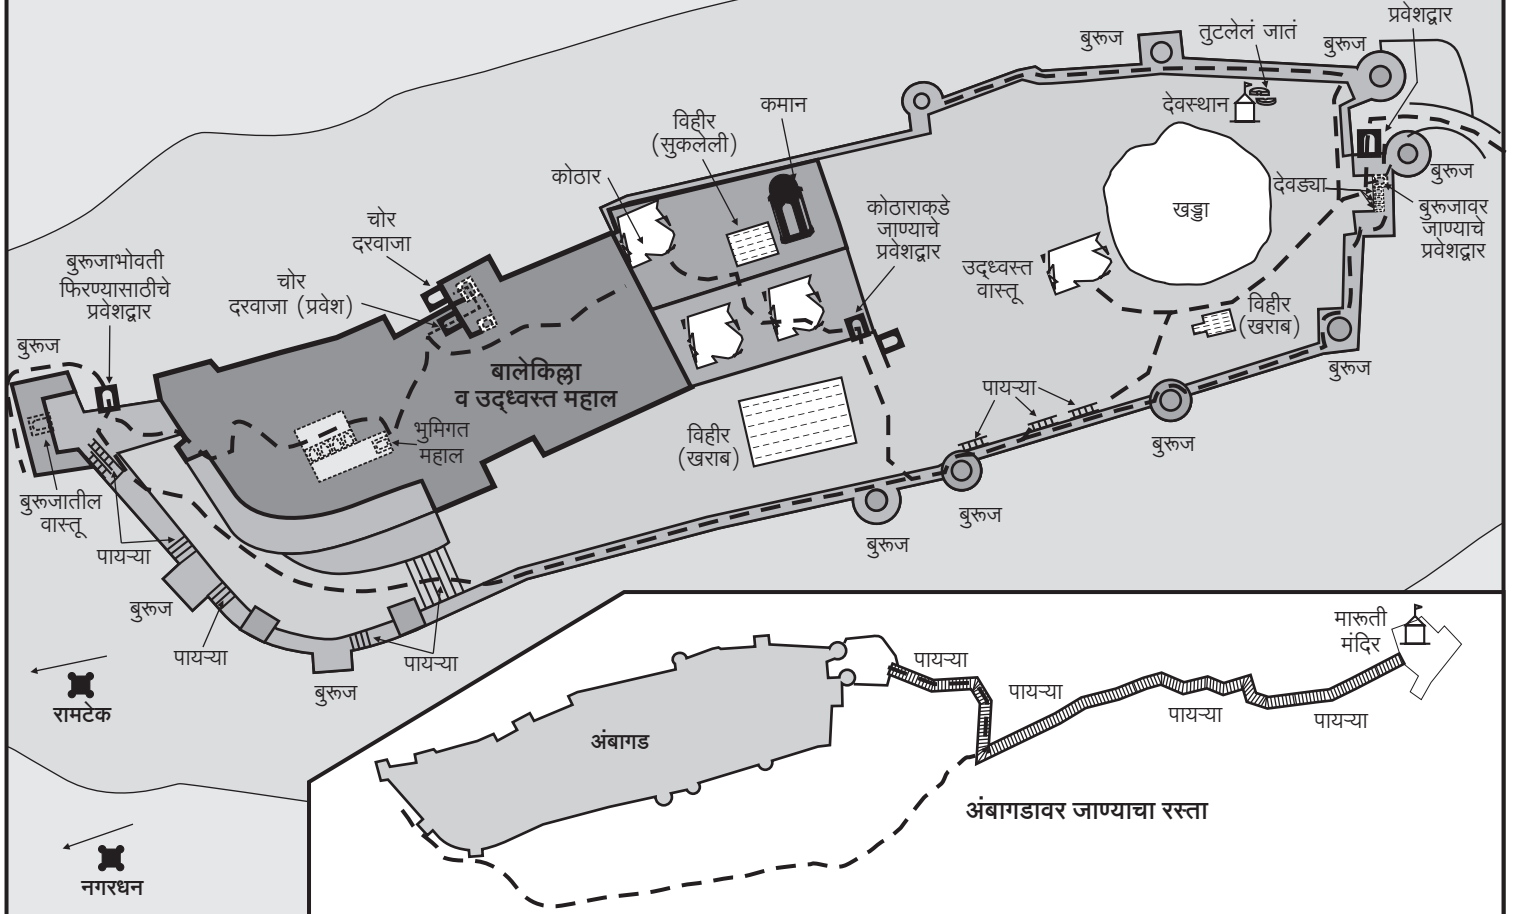 प्रवेशद्वार
बुरूज
तुटलेलं जातं
बुरूज
देवस्थान
कमान
विहीर
(सुकलेली)
कोठार
कोठाराकडे
जाण्याचे
प्रवेशद्वार
खड्डा
बुरूज
देवड्या
बुरूजावर
जाण्याचे
प्रवेशद्वार
चोर
दरवाजा
चोर
दरवाजा (प्रवेश)
बुरूजाभोवती
फिरण्यासाठीचे
प्रवेशद्वार
उद्ध्वस्त
वास्तू
विहीर
(खराब)
बुरूज
बुरूज
बालेकिल्ला
व उद्ध्वस्त महाल
पायऱ्या
भुमिगत
महाल
विहीर
(खराब)
बुरूज
बुरूज
बुरूज
बुरूजातील
वास्तू
पायऱ्या
बुरूज
पायऱ्या
पायऱ्या
बुरूज
रामटेक
नगरधन
मारूती
मंदिर
पायऱ्या
पायऱ्या
पायऱ्या
पायऱ्या
अंबागड
अंबागडावर जाण्याचा रस्ता